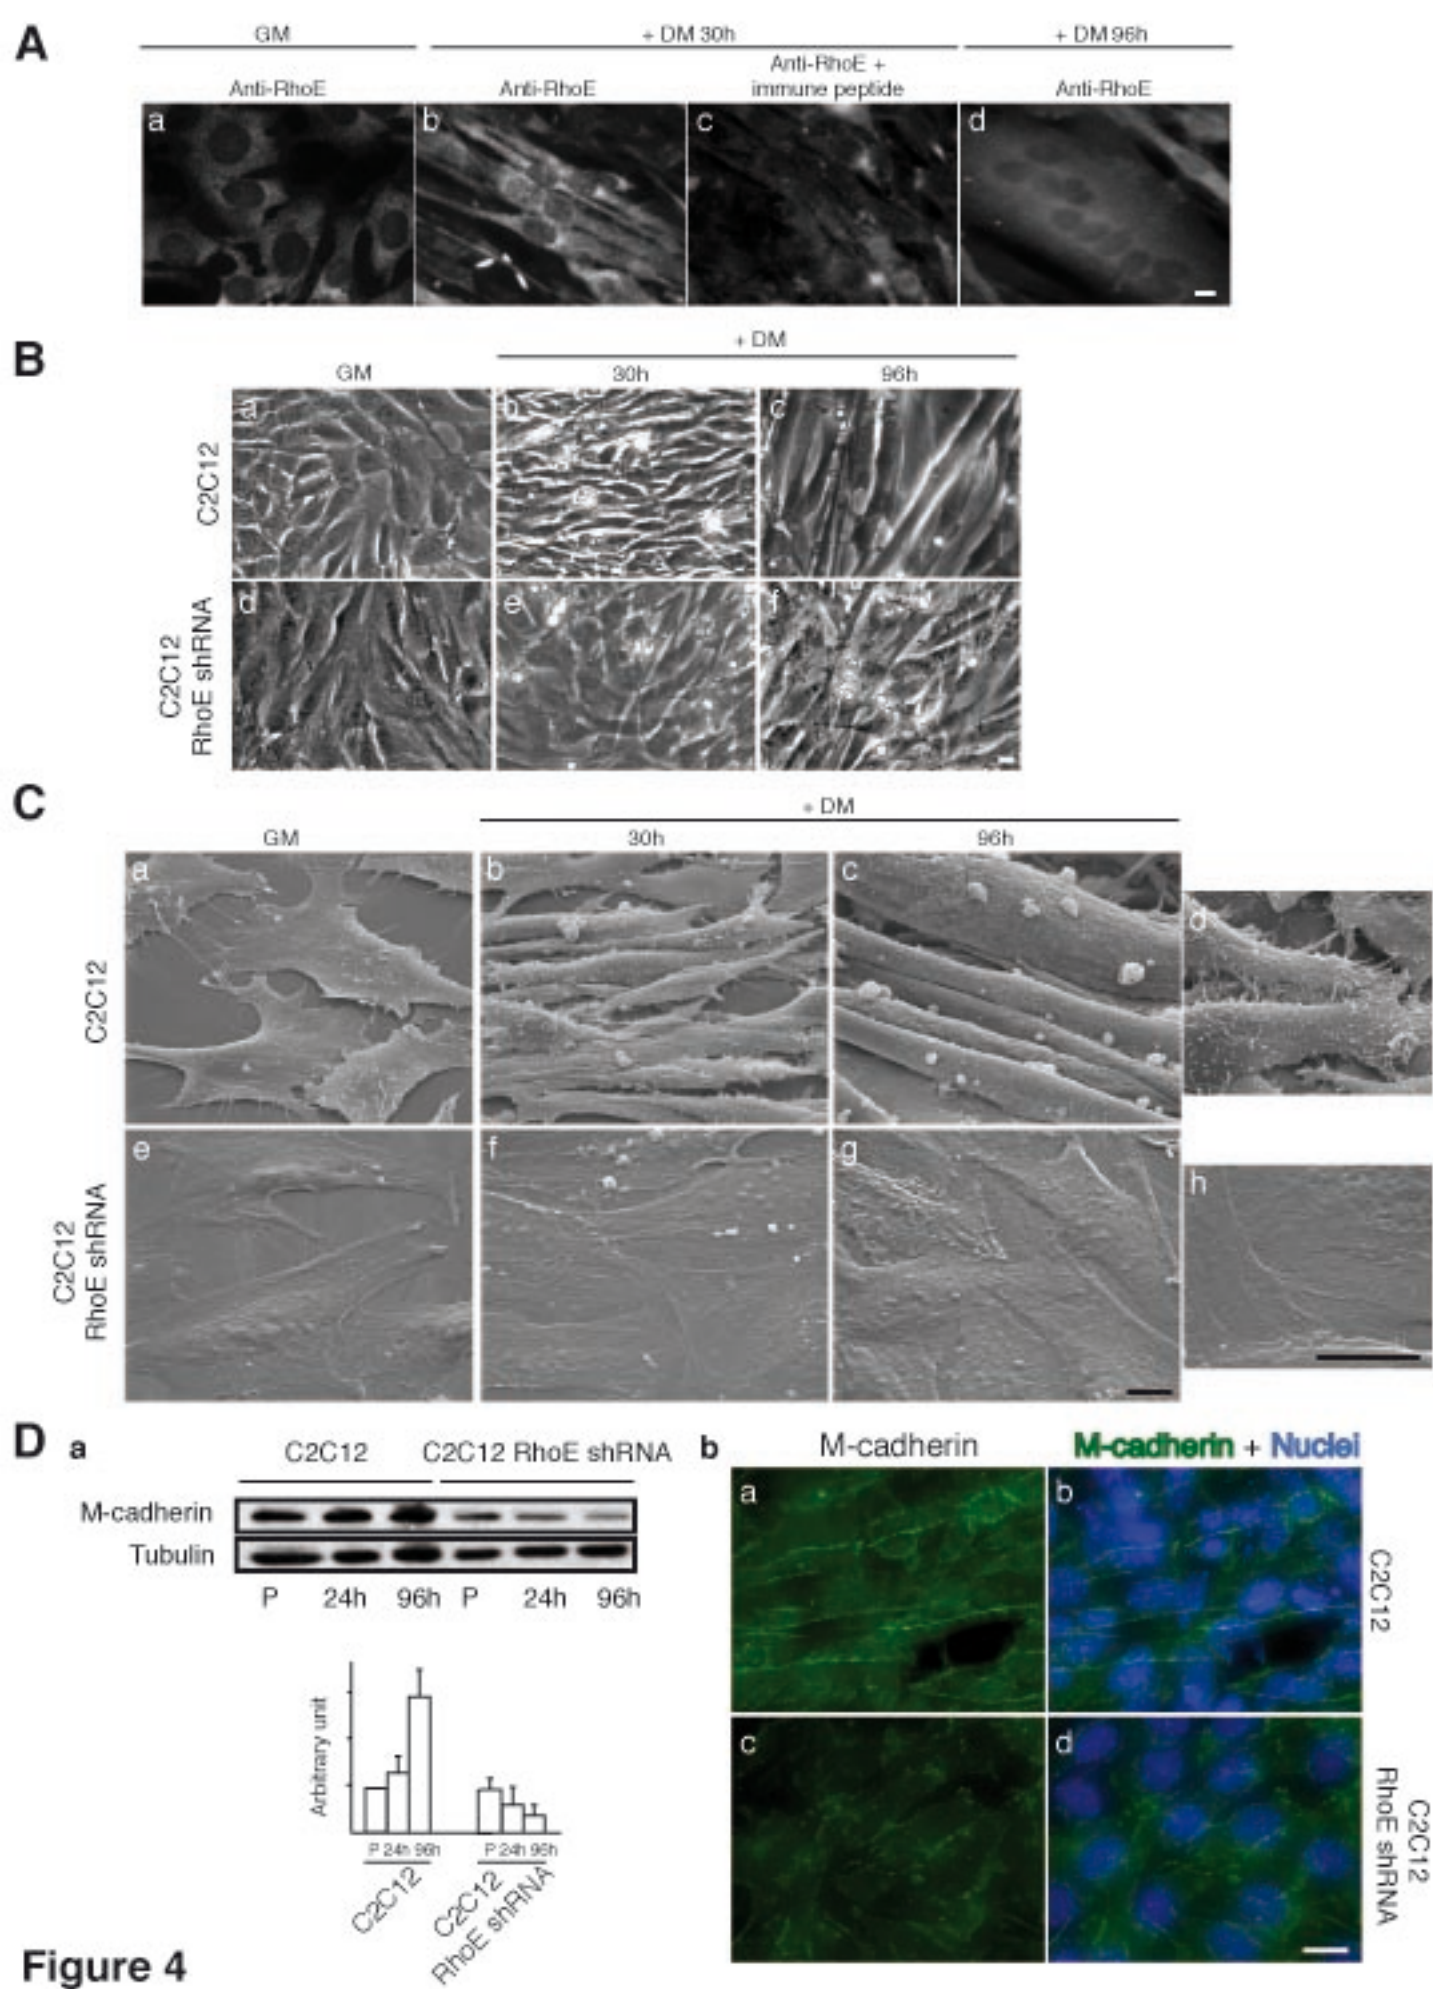 A
GM
+ DM 30h
+ DM 96h
Anti-RhoE
Anti-RhoE
Anti-RhoE +
immune peptide
Anti-RhoE
a
b
c
d
B
+ DM
GM
30h
96h
C2C12
a
b
c
C2C12
RhoE shRNA
d
e
f
C
+ DM
GM
30h
96h
C2C12
a
b
c
d
C2C12
RhoE shRNA
e
f
g
h
D
a
C2C12
C2C12 RhoE shRNA
M-cadherin
Tubulin
P
24h
96h
P
24h
96h
Arbitrary unit
P 24h 96h
P 24h 96h
C2C12
C2C12
RhoE shRNA
b
M-cadherin
M-cadherin + Nuclei
a
b
C2C12
c
d
C2C12
RhoE shRNA
Figure 4